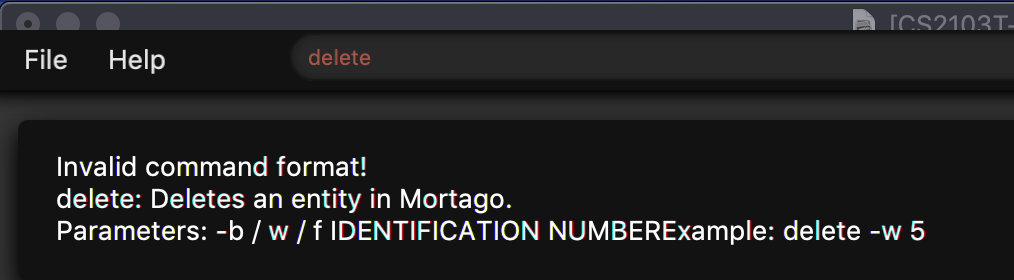 [CS2103T-
File Help delete
Invalid command format!
delete: Deletes an entity in Mortago.
Parameters: -b / w / f IDENTIFICATION NUMBERExample: delete -w 5